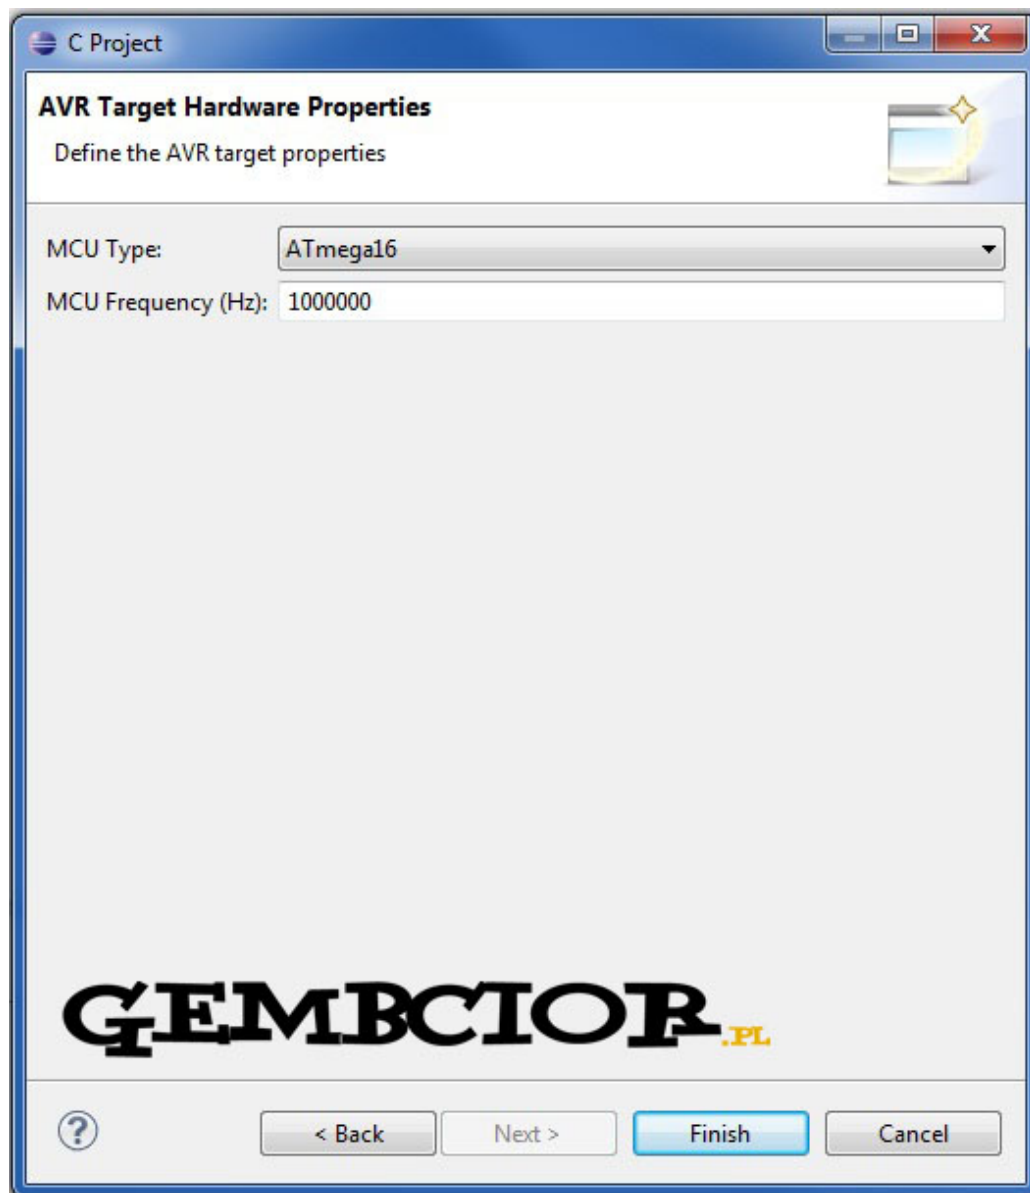 C Project
AVR Target Hardware Properties
Define the AVR target properties
MCU Type: ATmega16
MCU Frequency (Hz): 1000000
GEMBCIOR.PL
? < Back Next > Finish Cancel